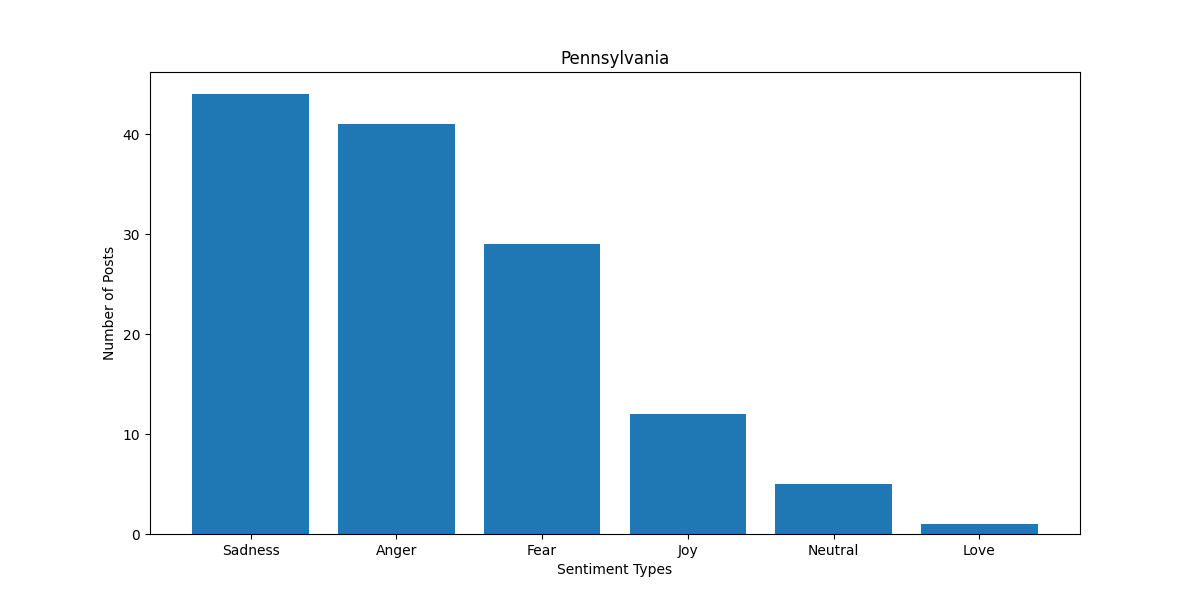 Pennsylvania
Number of Posts
40
30
20
10
0
Sadness Anger Fear Joy Neutral Love
Sentiment Types